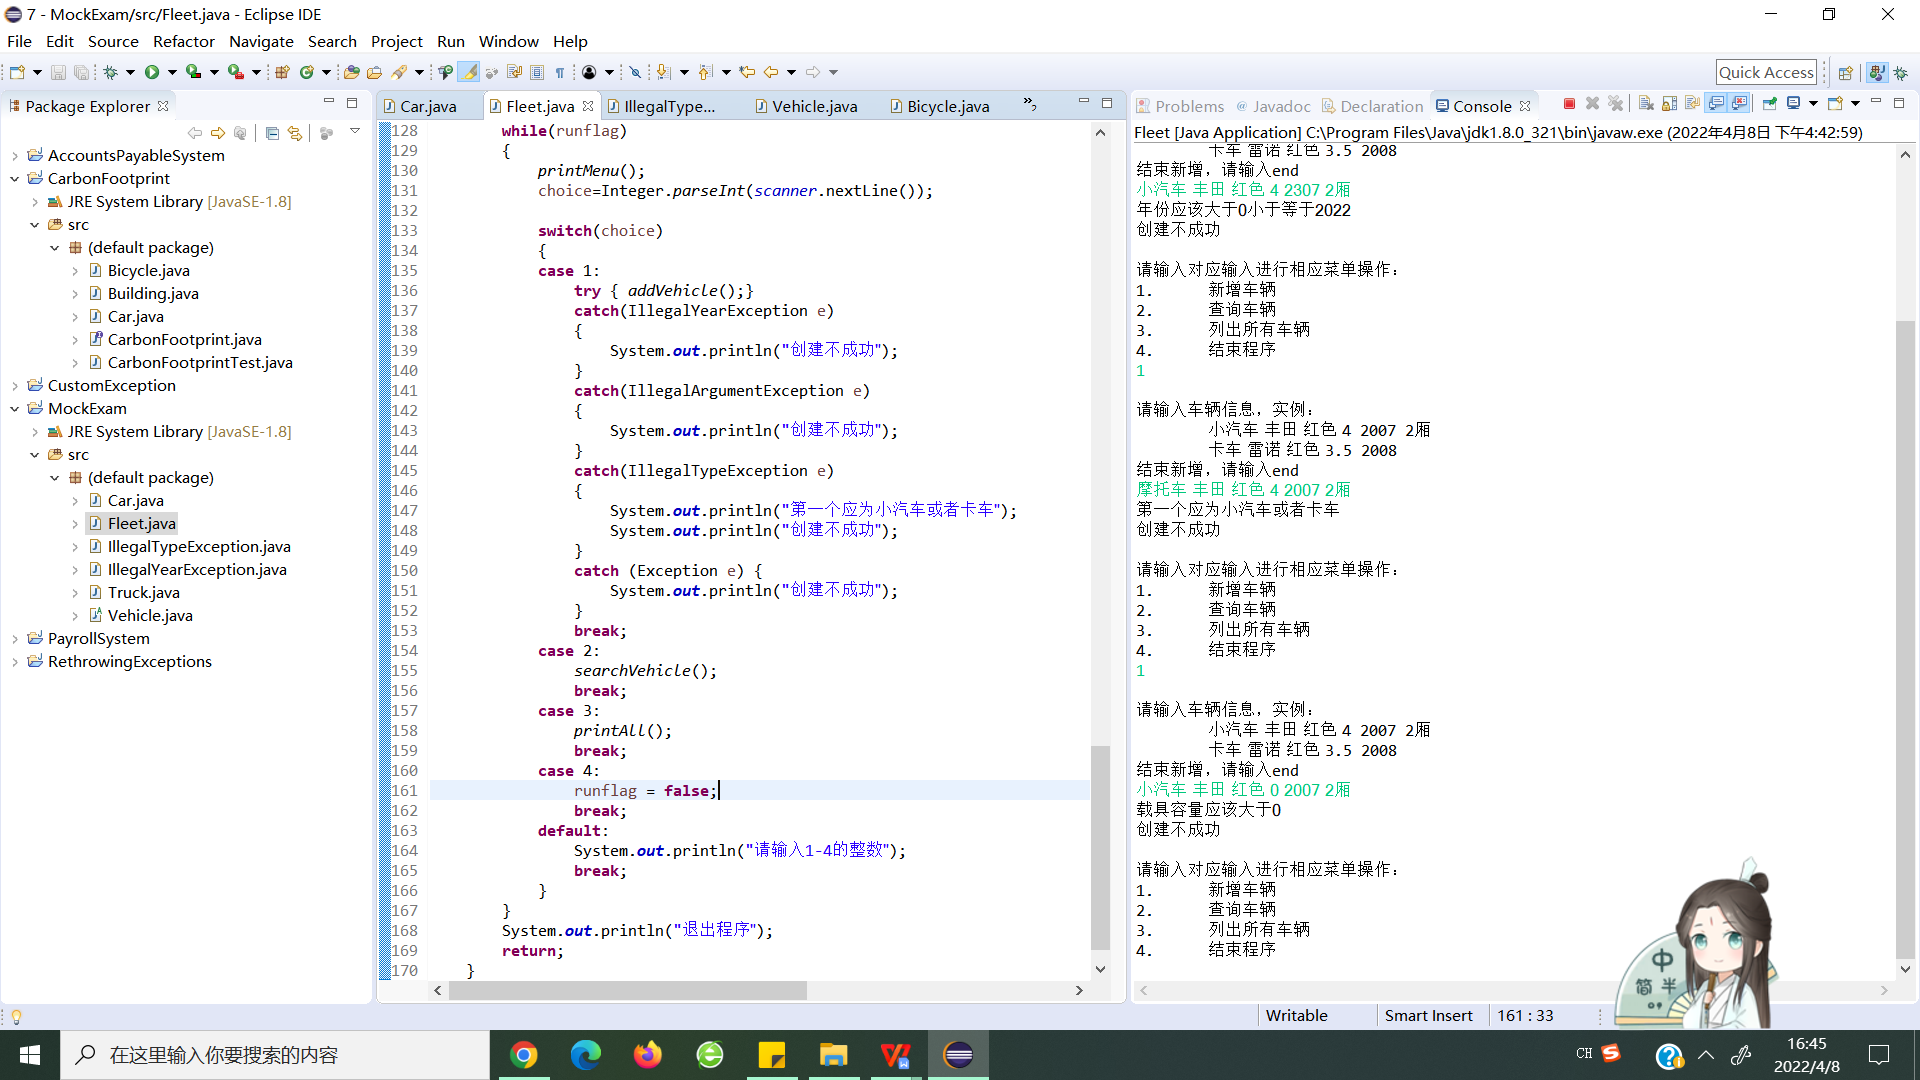 7 - MockExam/src/Fleet.java - Eclipse IDE
File Edit Source Refactor Navigate Search Project Run Window Help
Quick Access
Package Explorer
AccountsPayableSystem
CarbonFootprint
JRE System Library [JavaSE-1.8]
src
(default package)
Bicycle.java
Building.java
Car.java
CarbonFootprint.java
CarbonFootprintTest.java
CustomException
MockExam
JRE System Library [JavaSE-1.8]
src
(default package)
Car.java
Fleet.java
IllegalTypeException.java
IllegalYearException.java
Truck.java
Vehicle.java
PayrollSystem
RethrowingExceptions
Car.java Fleet.java IllegalType... Vehicle.java Bicycle.java »2
128 while(runflag)
129 {
130 printMenu();
131 choice=Integer.parseInt(scanner.nextLine());
132
133 switch(choice)
134 {
135 case 1:
136 try { addVehicle();}
137 catch(IllegalYearException e)
138 {
139 System.out.println("创建不成功");
140 }
141 catch(IllegalArgumentException e)
142 {
143 System.out.println("创建不成功");
144 }
145 catch(IllegalTypeException e)
146 {
147 System.out.println("第一个应为小汽车或者卡车");
148 System.out.println("创建不成功");
149 }
150 catch (Exception e) {
151 System.out.println("创建不成功");
152 }
153 break;
154 case 2:
155 searchVehicle();
156 break;
157 case 3:
158 printAll();
159 break;
160 case 4:
161 runflag = false;
162 break;
163 default:
164 System.out.println("请输入1-4的整数");
165 break;
166 }
167 }
168 System.out.println("退出程序");
169 return;
170 }
Problems @ Javadoc Declaration Console
Fleet [Java Application] C:\Program Files\Java\jdk1.8.0_321\bin\javaw.exe (2022年4月8日 下午4:42:59)
卡车 雷诺 红色 3.5 2008
结束新增，请输入end
小汽车 丰田 红色 4 2307 2厢
年份应该大于0小于等于2022
创建不成功
请输入对应输入进行相应菜单操作：
1. 新增车辆
2. 查询车辆
3. 列出所有车辆
4. 结束程序
1
请输入车辆信息，实例：
小汽车 丰田 红色 4 2007 2厢
卡车 雷诺 红色 3.5 2008
结束新增，请输入end
摩托车 丰田 红色 4 2007 2厢
第一个应为小汽车或者卡车
创建不成功
请输入对应输入进行相应菜单操作：
1. 新增车辆
2. 查询车辆
3. 列出所有车辆
4. 结束程序
1
请输入车辆信息，实例：
小汽车 丰田 红色 4 2007 2厢
卡车 雷诺 红色 3.5 2008
结束新增，请输入end
小汽车 丰田 红色 0 2007 2厢
载具容量应该大于0
创建不成功
请输入对应输入进行相应菜单操作：
1. 新增车辆
2. 查询车辆
3. 列出所有车辆
4. 结束程序
中
简 半
Writable Smart Insert 161 : 33
在这里输入你要搜索的内容
CH
16:45
2022/4/8